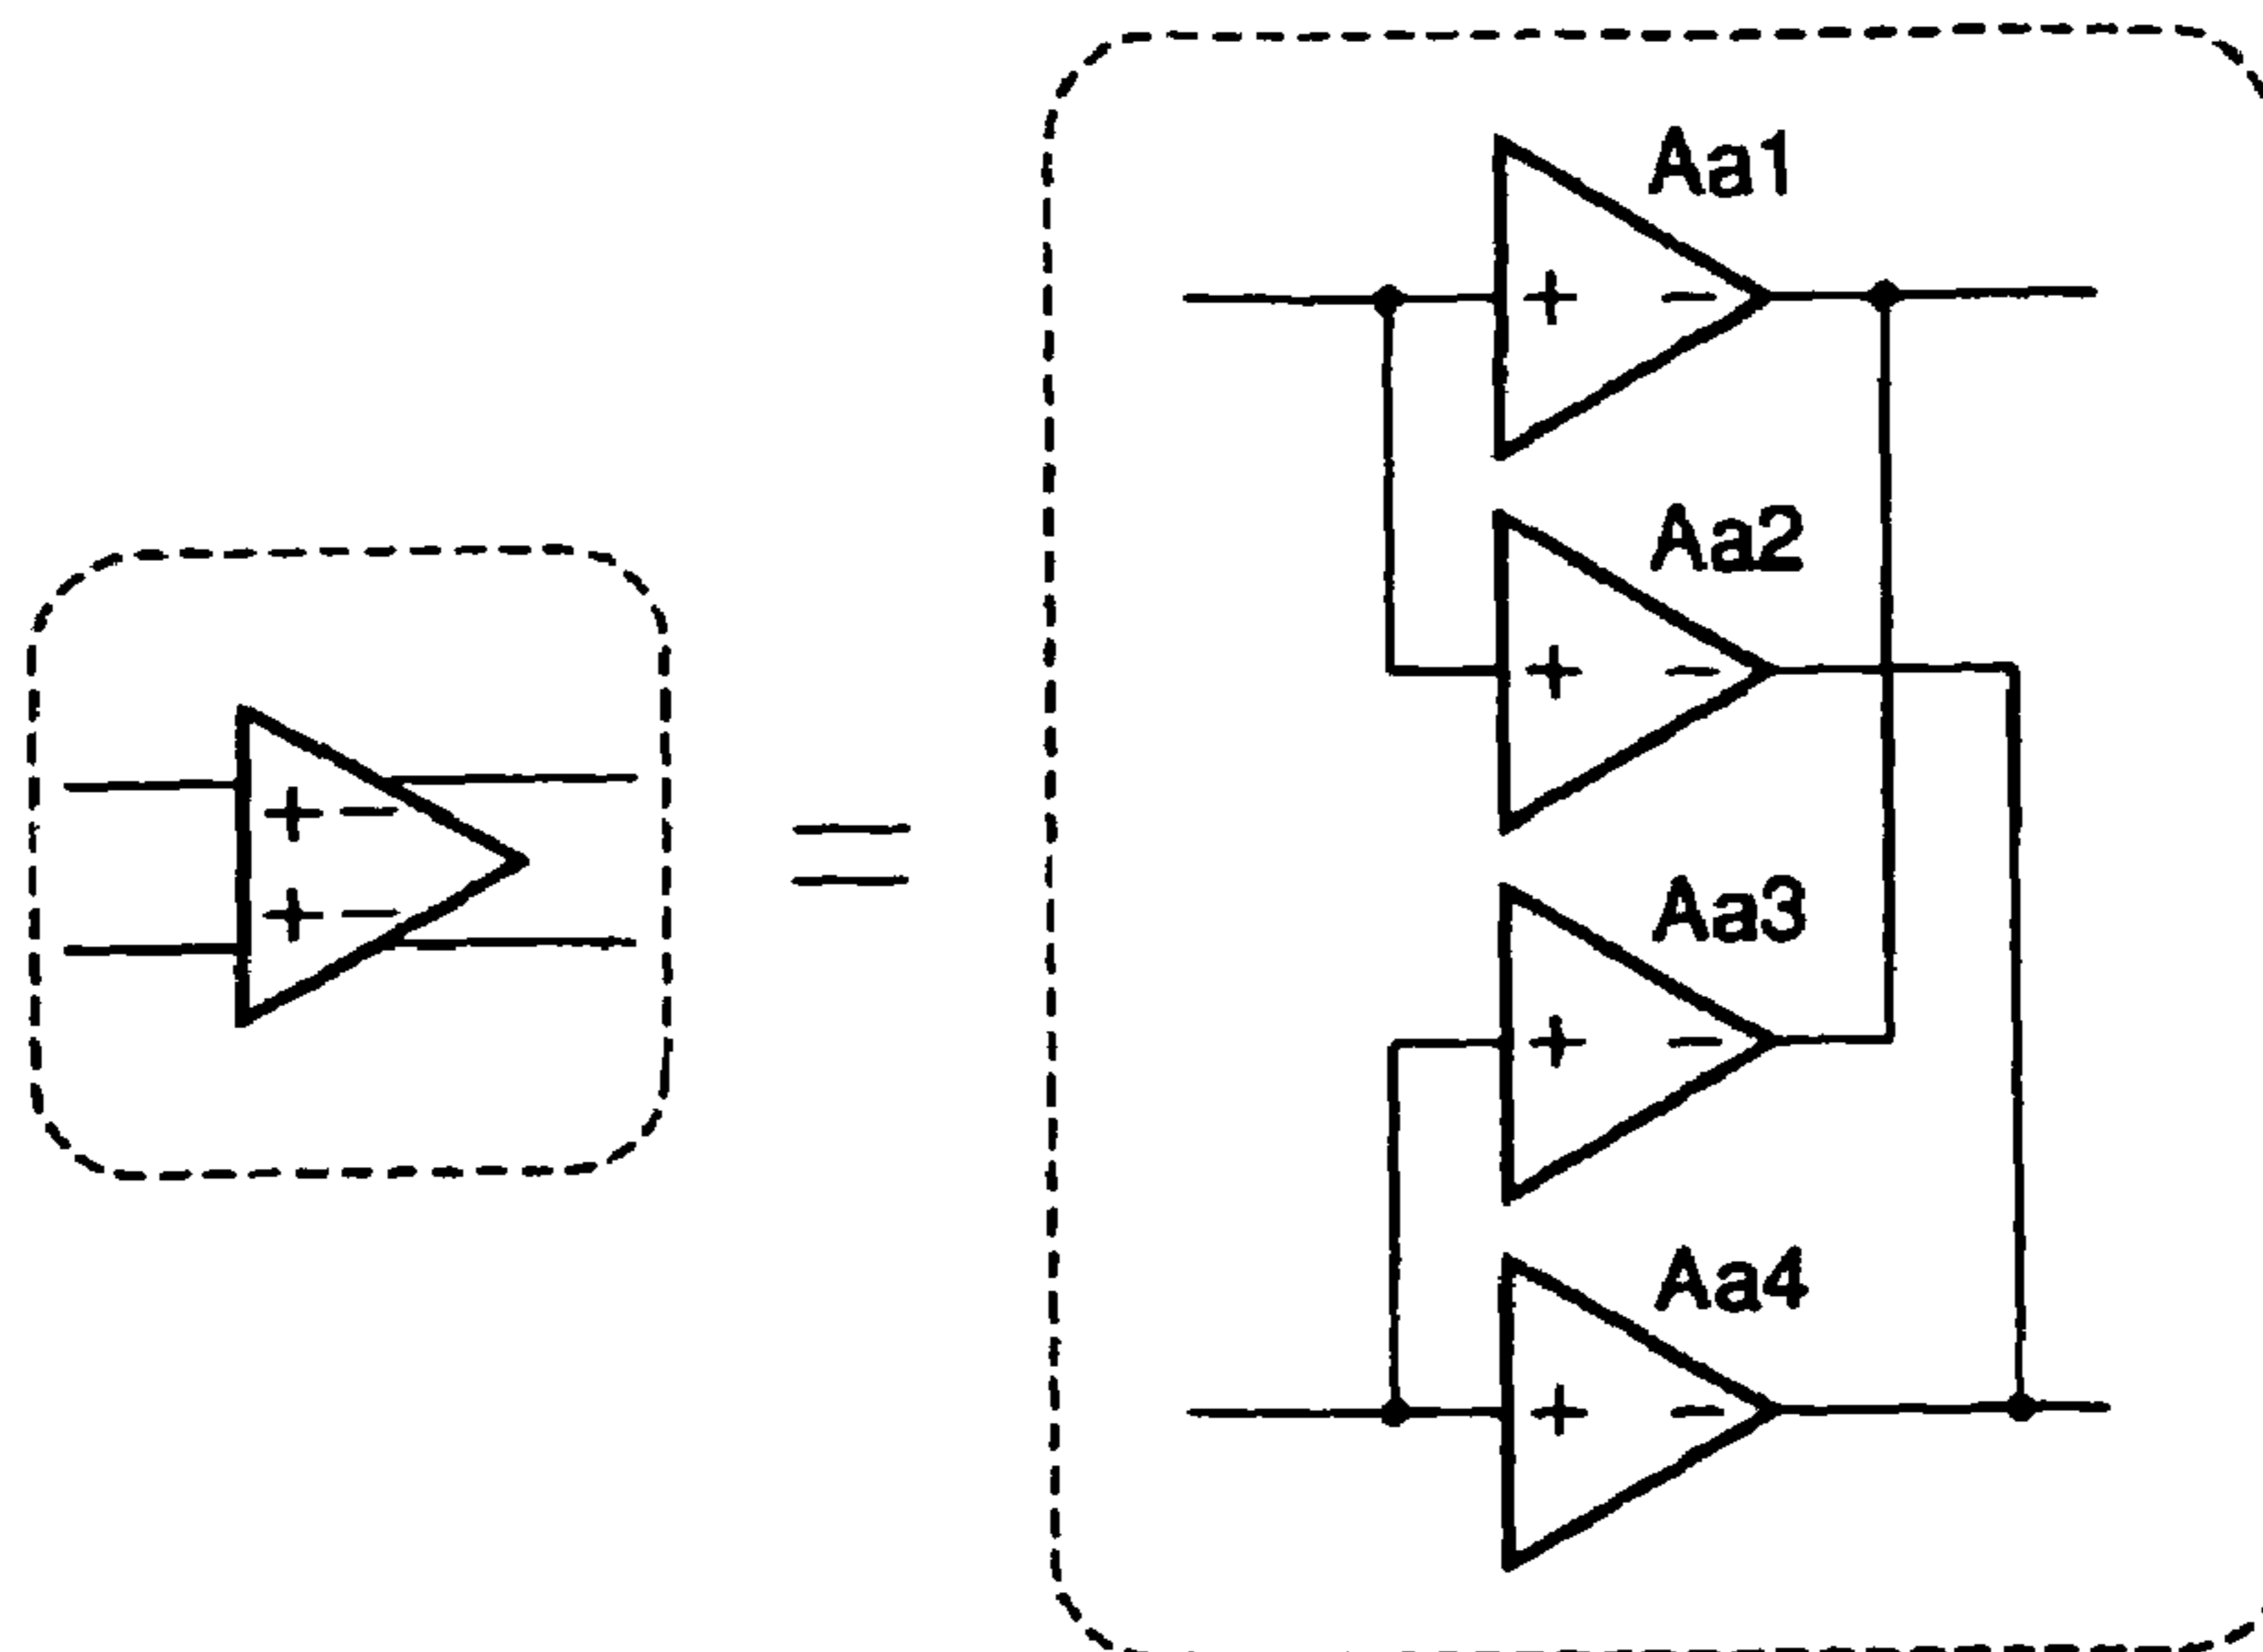 Aa1
+ −
Aa2
+ −
+ −
+ −
=
Aa3
+ −
Aa4
+ −